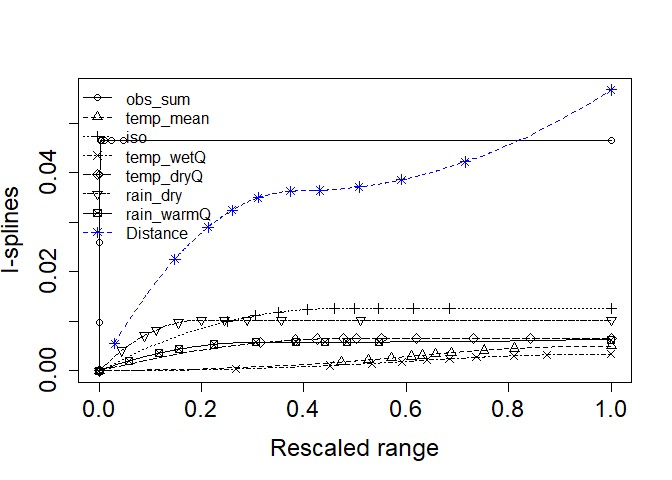 obs_sum
temp_mean
iso
temp_wetQ
temp_dryQ
rain_dry
rain_warmQ
Distance
I-splines
0.04
0.02
0.00
0.0 0.2 0.4 0.6 0.8 1.0
Rescaled range